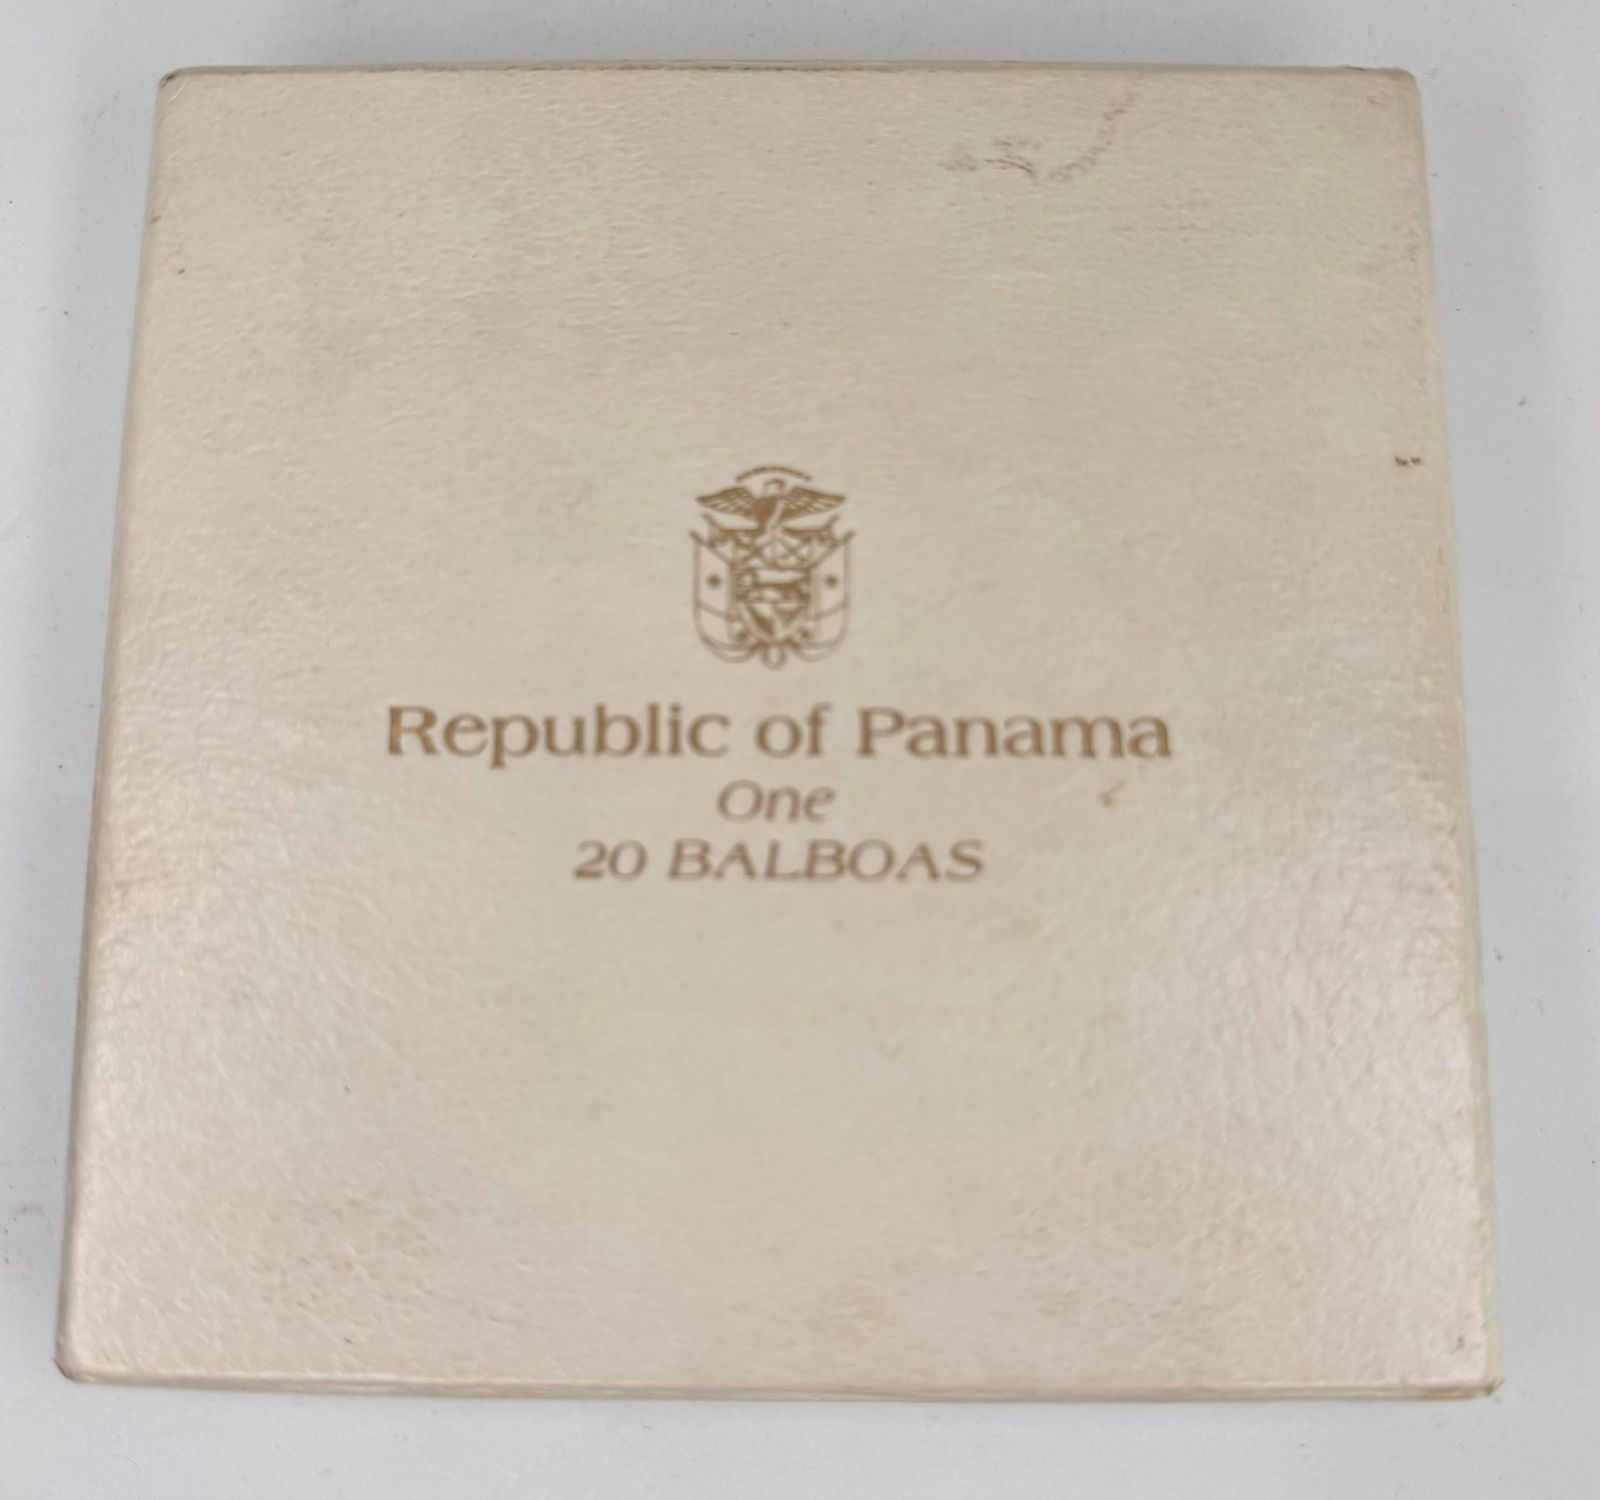 Republic of Panama
One
20 BALBOAS